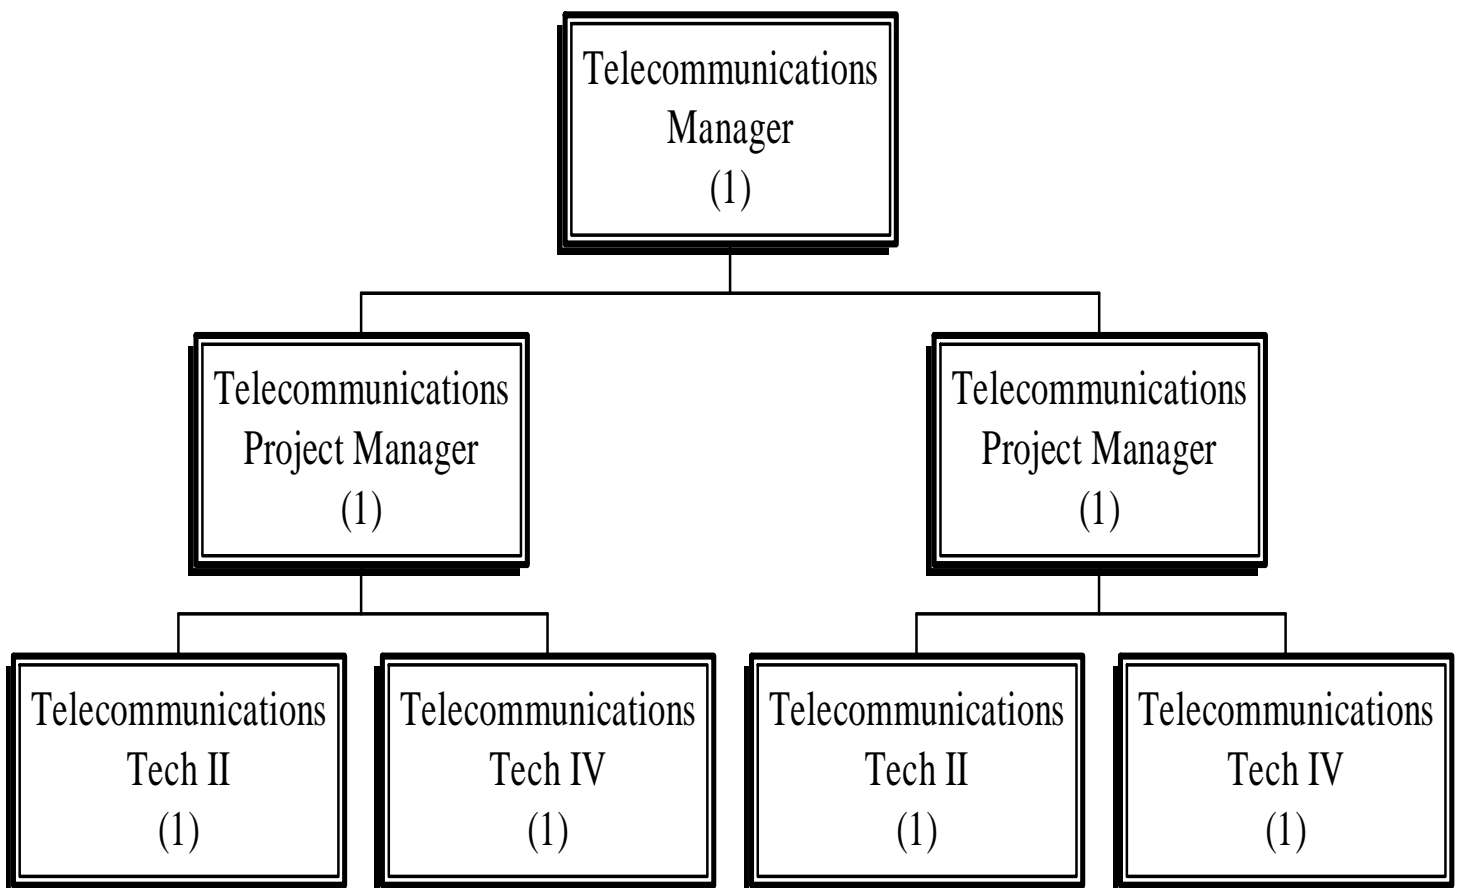 Telecommunications
Manager
(1)
Telecommunications
Project Manager
(1)
Telecommunications
Project Manager
(1)
Telecommunications
Tech II
(1)
Telecommunications
Tech IV
(1)
Telecommunications
Tech II
(1)
Telecommunications
Tech IV
(1)